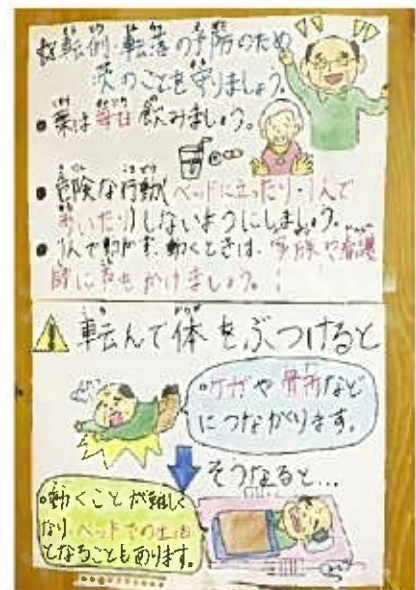 転倒・転落の予防のため
次のことを守りましょう。
●薬は毎日飲みましょう。
●危険な行動(ベッドに立ったり・1人で
歩いたり)しないようにしましょう。
●1人で動かず、動くときは、家族や看護
師に声をかけましょう。!
転んで体をぶつけると
●ケガや骨折など
につながります。
そうなると…
●動くことが難しく
なりベッドでの生活
となることもあります。